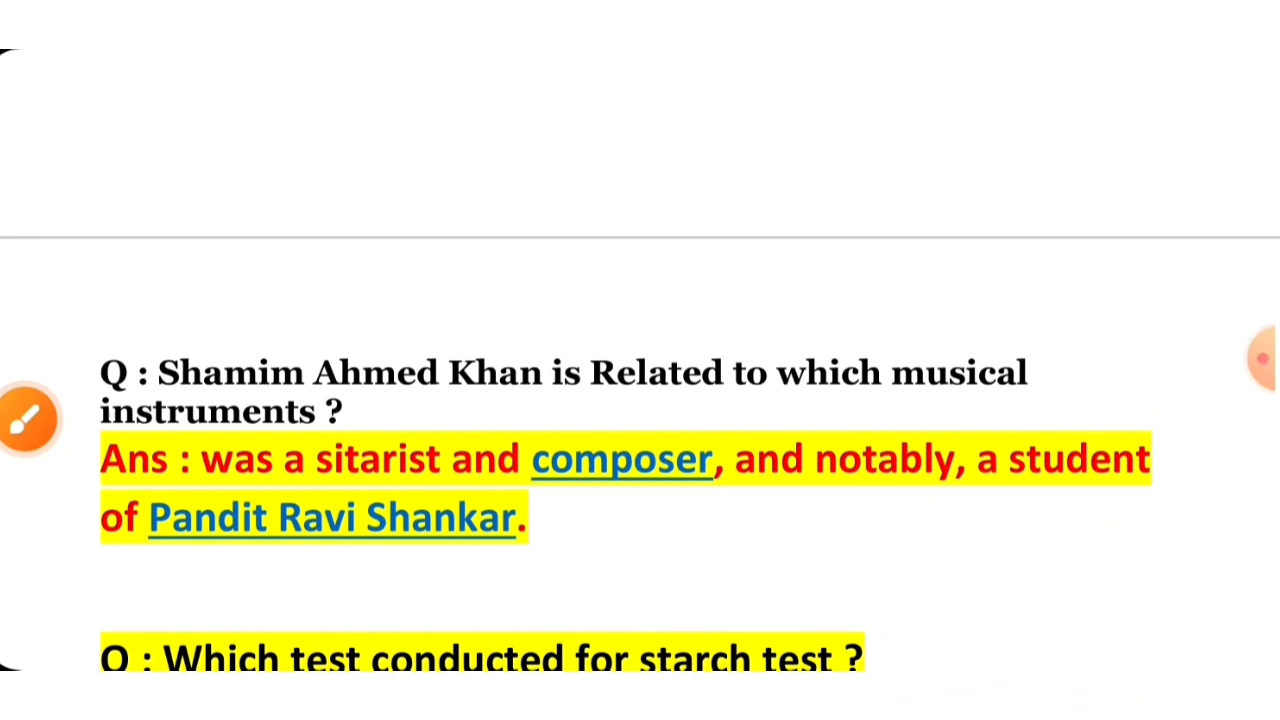 Q : Shamim Ahmed Khan is Related to which musical
instruments ?
Ans : was a sitarist and composer, and notably, a student
of Pandit Ravi Shankar.
Q : Which test conducted for starch test ?